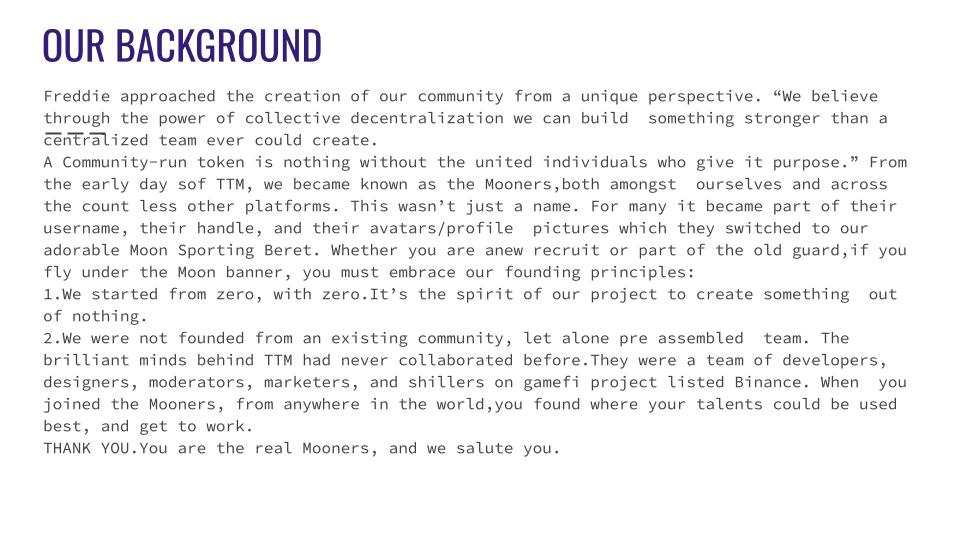 OUR BACKGROUND
Freddie approached the creation of our community from a unique perspective. “We believe
through the power of collective decentralization we can build  something stronger than a
centralized team ever could create.
A Community-run token is nothing without the united individuals who give it purpose.” From
the early day sof TTM, we became known as the Mooners,both amongst  ourselves and across
the count less other platforms. This wasn’t just a name. For many it became part of their
username, their handle, and their avatars/profile  pictures which they switched to our
adorable Moon Sporting Beret. Whether you are anew recruit or part of the old guard,if you
fly under the Moon banner, you must embrace our founding principles:
1.We started from zero, with zero.It’s the spirit of our project to create something  out
of nothing.
2.We were not founded from an existing community, let alone pre assembled  team. The
brilliant minds behind TTM had never collaborated before.They were a team of developers,
designers, moderators, marketers, and shillers on gamefi project listed Binance. When  you
joined the Mooners, from anywhere in the world,you found where your talents could be used
best, and get to work.
THANK YOU.You are the real Mooners, and we salute you.